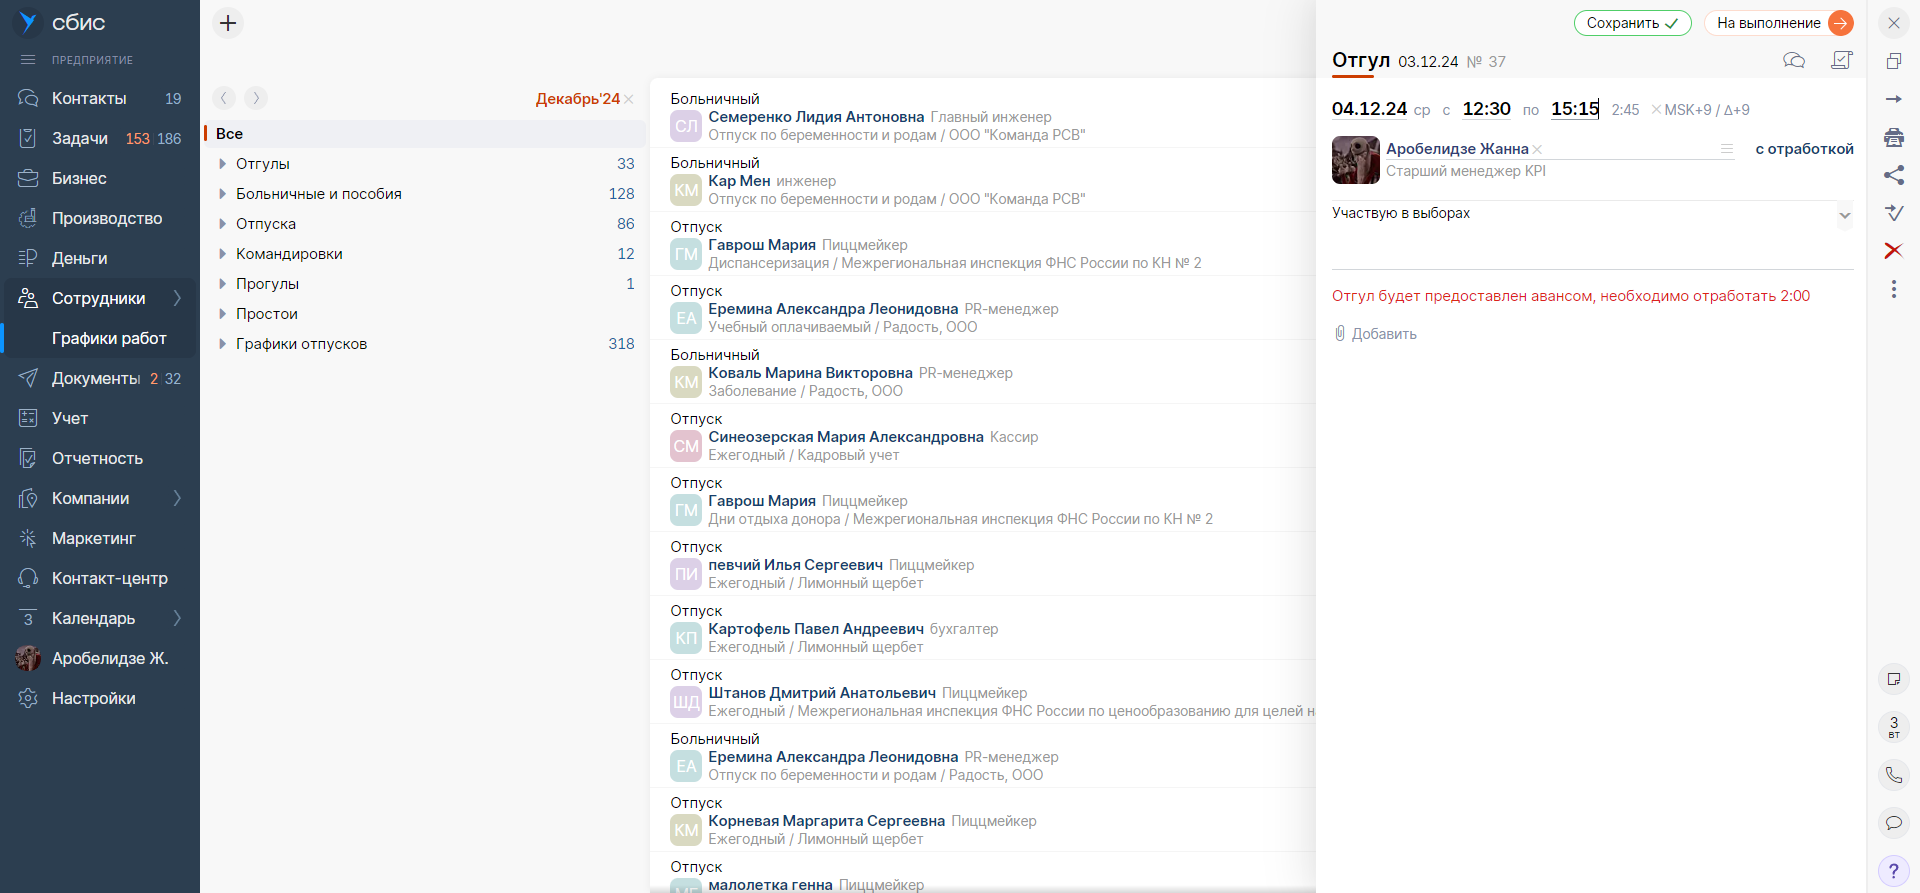 сбис
ПРЕДПРИЯТИЕ
Контакты 19
Задачи 153 186
Бизнес
Производство
Деньги
Сотрудники
Графики работ
Документы 2 32
Учет
Отчетность
Компании
Маркетинг
Контакт-центр
3 Календарь
Аробелидзе Ж.
Настройки
Декабрь'24
Все
Отгулы 33
Больничные и пособия 128
Отпуска 86
Командировки 12
Прогулы 1
Простои
Графики отпусков 318
Больничный
СЛ Семеренко Лидия Антоновна Главный инженер
Отпуск по беременности и родам / ООО "Команда РСВ"
Больничный
КМ Кар Мен инженер
Отпуск по беременности и родам / ООО "Команда РСВ"
Отпуск
ГМ Гаврош Мария Пиццмейкер
Диспансеризация / Межрегиональная инспекция ФНС России по КН № 2
Отпуск
ЕА Еремина Александра Леонидовна PR-менеджер
Учебный оплачиваемый / Радость, ООО
Больничный
КМ Коваль Марина Викторовна PR-менеджер
Заболевание / Радость, ООО
Отпуск
СМ Синеозерская Мария Александровна Кассир
Ежегодный / Кадровый учет
Отпуск
ГМ Гаврош Мария Пиццмейкер
Дни отдыха донора / Межрегиональная инспекция ФНС России по КН № 2
Отпуск
ПИ певчий Илья Сергеевич Пиццмейкер
Ежегодный / Лимонный щербет
Отпуск
КП Картофель Павел Андреевич бухгалтер
Ежегодный / Лимонный щербет
Отпуск
ШД Штанов Дмитрий Анатольевич Пиццмейкер
Ежегодный / Межрегиональная инспекция ФНС России по ценообразованию для целей н
Больничный
ЕА Еремина Александра Леонидовна PR-менеджер
Отпуск по беременности и родам / Радость, ООО
Отпуск
КМ Корневая Маргарита Сергеевна Пиццмейкер
Ежегодный / Лимонный щербет
Отпуск
малолетка генна Пиццмейкер
Сохранить На выполнение
Отгул 03.12.24 № 37
04.12.24 ср с 12:30 по 15:15 2:45 MSK+9 / Δ+9
Аробелидзе Жанна с отработкой
Старший менеджер KPI
Участвую в выборах
Отгул будет предоставлен авансом, необходимо отработать 2:00
Добавить
3
вт
?